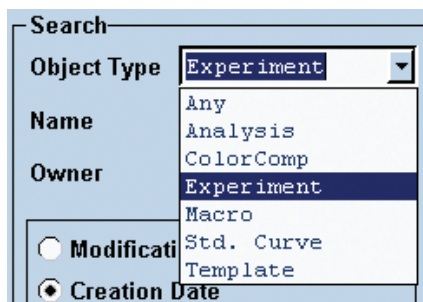 Search
Object Type Experiment
Any
Name
Analysis
ColorComp
Owner
Experiment
Macro
Modificati Std. Curve
Template
Creation Date